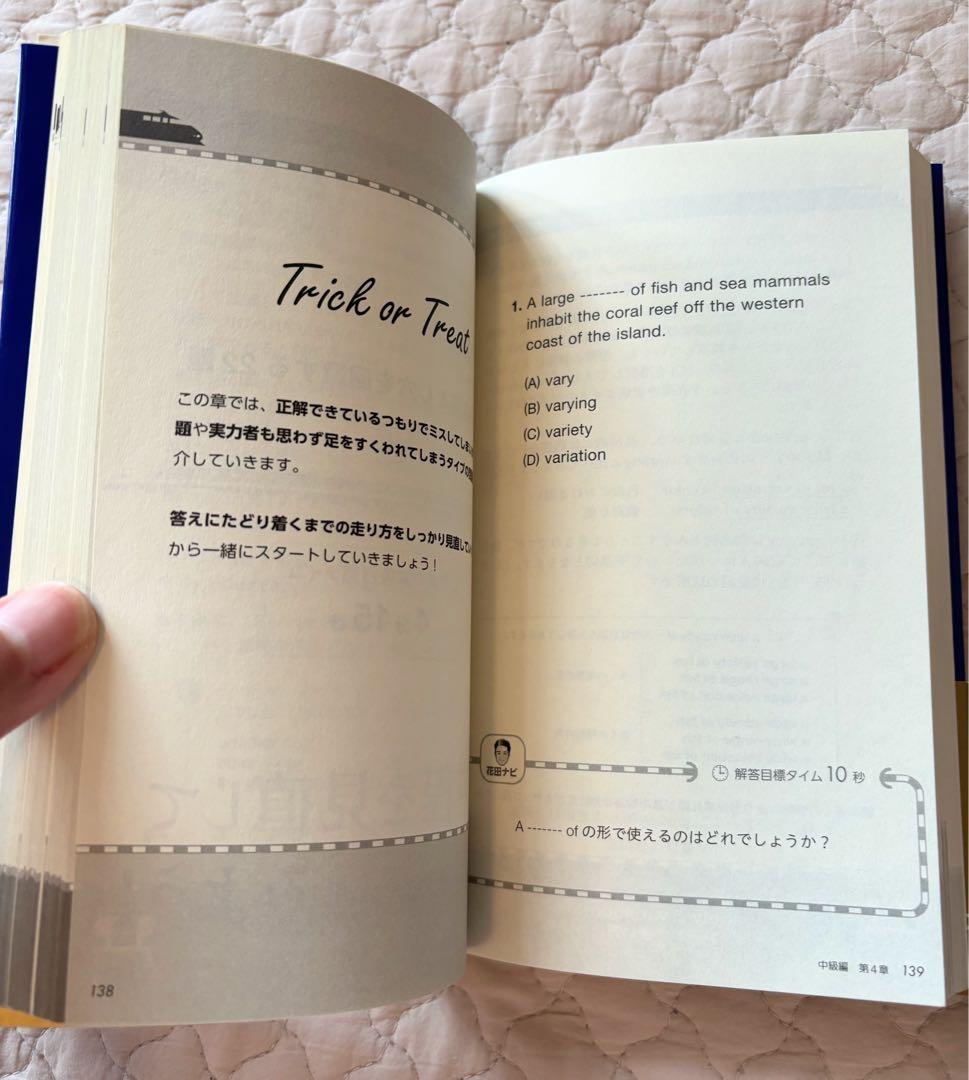 Trick or Treat
この章では、正解できているつもりでミスしてしま
題や実力者も思わず足をすくわれてしまうタイプの
介していきます。
答えにたどり着くまでの走り方をしっかり見直して
から一緒にスタートしていきましょう!
138
1. A large ------- of fish and sea mammals
inhabit the coral reef off the western
coast of the island.
(A) vary
(B) varying
(C) variety
(D) variation
花田ナビ
解答目標タイム 10 秒
A ------- of の形で使えるのはどれでしょうか?
中級編 第4章 139